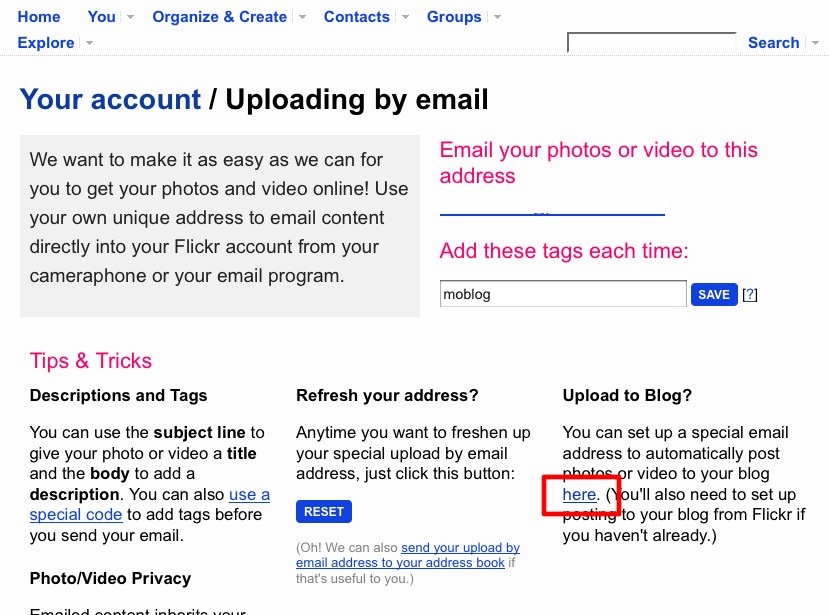 Home You Organize & Create Contacts Groups
Explore Search
Your account / Uploading by email
We want to make it as easy as we can for
you to get your photos and video online! Use
your own unique address to email content
directly into your Flickr account from your
cameraphone or your email program.
Email your photos or video to this
address
Add these tags each time:
moblog SAVE [?]
Tips & Tricks
Descriptions and Tags
You can use the subject line to
give your photo or video a title
and the body to add a
description. You can also use a
special code to add tags before
you send your email.
Photo/Video Privacy
Emailed content inherits your
Refresh your address?
Anytime you want to freshen up
your special upload by email
address, just click this button:
RESET
(Oh! We can also send your upload by
email address to your address book if
that's useful to you.)
Upload to Blog?
You can set up a special email
address to automatically post
photos or video to your blog
here. (You'll also need to set up
posting to your blog from Flickr if
you haven't already.)